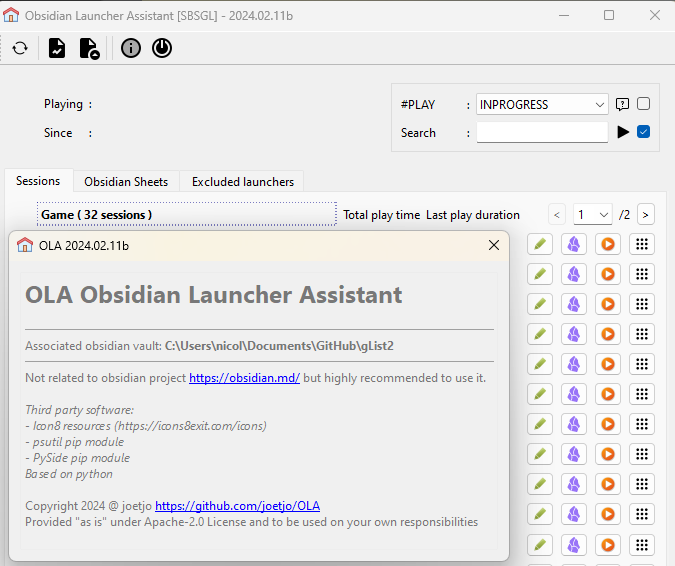 Obsidian Launcher Assistant [SBSGL] - 2024.02.11b
Playing :
#PLAY : INPROGRESS
Since :
Search :
Sessions Obsidian Sheets Excluded launchers
Game ( 32 sessions ) Total play time Last play duration < 1 /2 >
OLA 2024.02.11b
OLA Obsidian Launcher Assistant
Associated obsidian vault: C:\Users\nicol\Documents\GitHub\gList2
Not related to obsidian project https://obsidian.md/ but highly recommended to use it.
Third party software:
- Icon8 resources (https://icons8exit.com/icons)
- psutil pip module
- PySide pip module
Based on python
Copyright 2024 @ joetjo https://github.com/joetjo/OLA
Provided "as is" under Apache-2.0 License and to be used on your own responsibilities